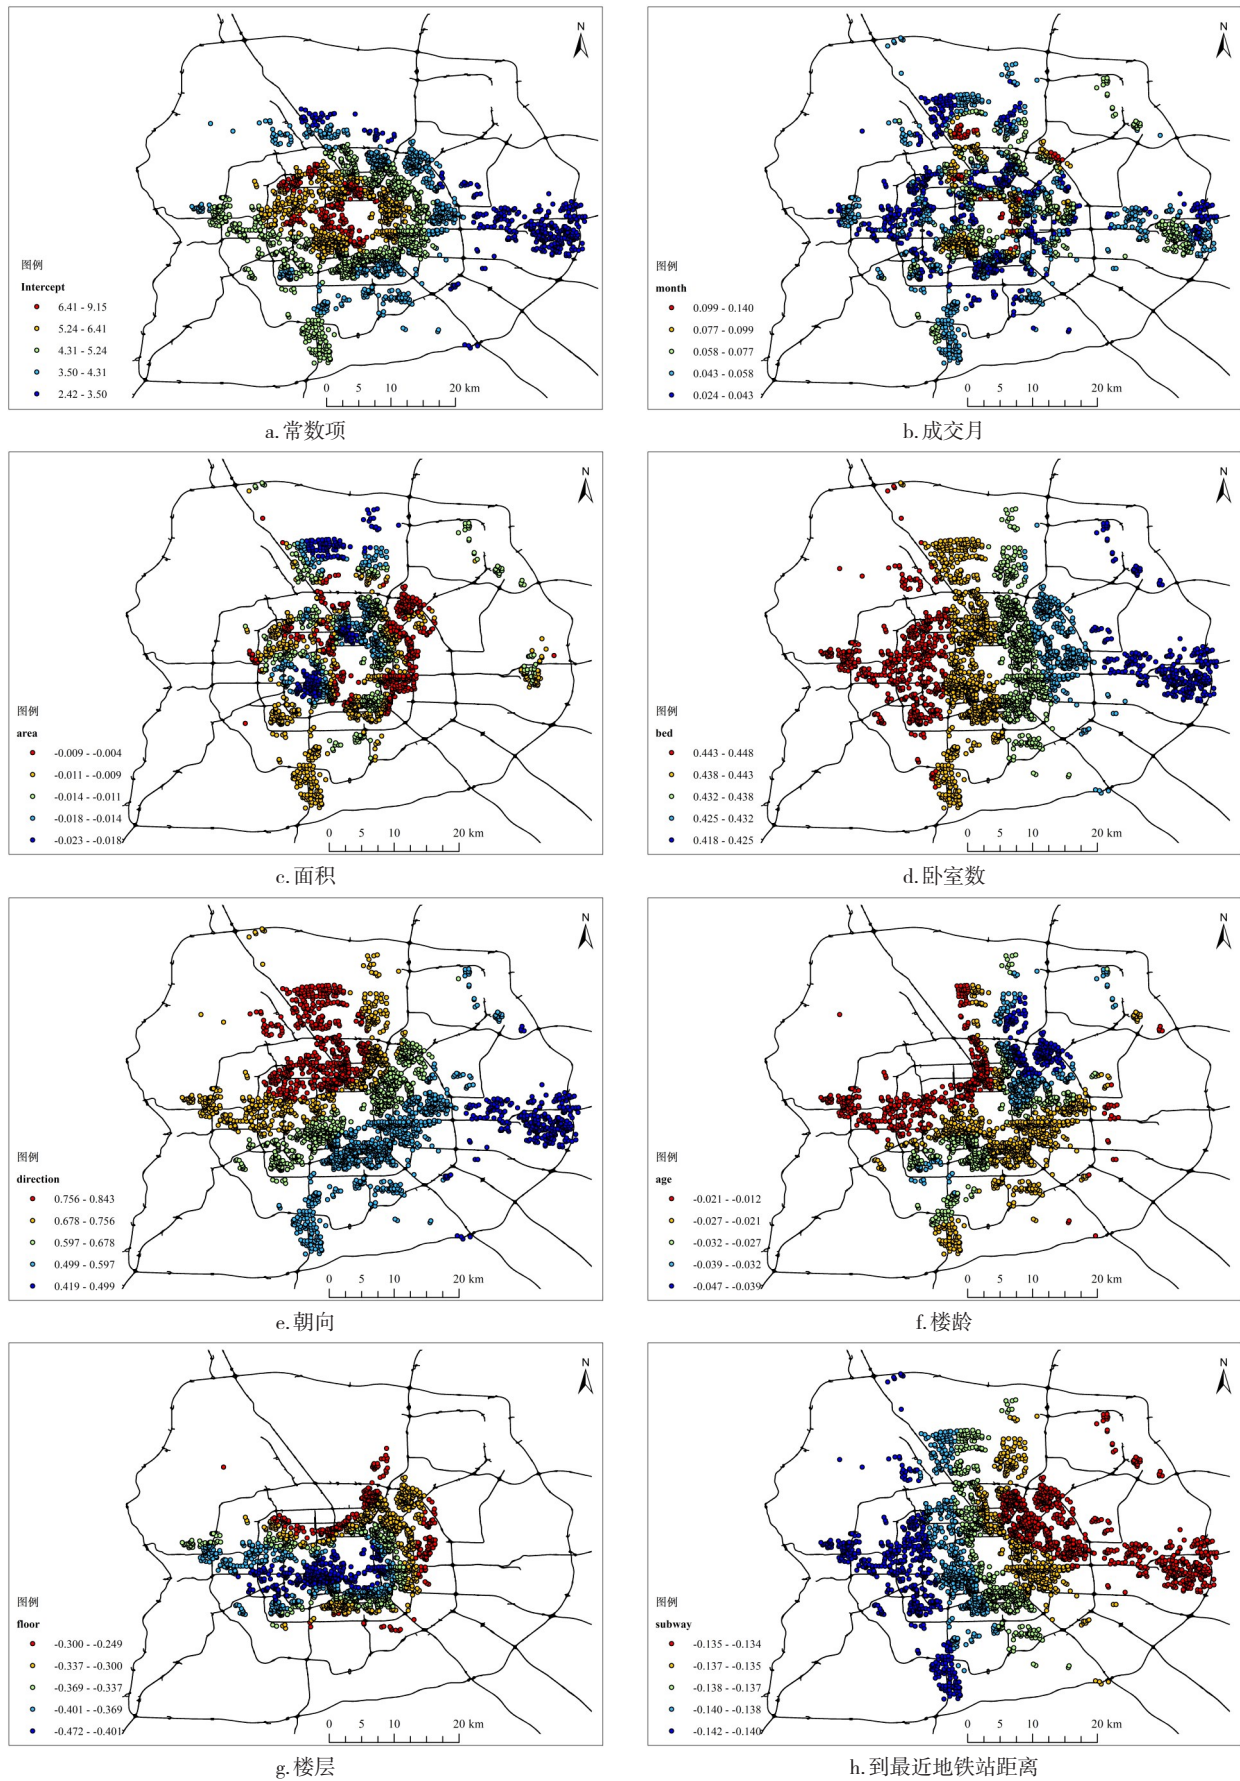 N
图例
Intercept
6.41 - 9.15
5.24 - 6.41
4.31 - 5.24
3.50 - 4.31
2.42 - 3.50
0 5 10 20 km
a.常数项
N
图例
month
0.099 - 0.140
0.077 - 0.099
0.058 - 0.077
0.043 - 0.058
0.024 - 0.043
0 5 10 20 km
b.成交月
N
图例
area
-0.009 - -0.004
-0.011 - -0.009
-0.014 - -0.011
-0.018 - -0.014
-0.023 - -0.018
0 5 10 20 km
c.面积
N
图例
bed
0.443 - 0.448
0.438 - 0.443
0.432 - 0.438
0.425 - 0.432
0.418 - 0.425
0 5 10 20 km
d.卧室数
N
图例
direction
0.756 - 0.843
0.678 - 0.756
0.597 - 0.678
0.499 - 0.597
0.419 - 0.499
0 5 10 20 km
e.朝向
N
图例
age
-0.021 - -0.012
-0.027 - -0.021
-0.032 - -0.027
-0.039 - -0.032
-0.047 - -0.039
0 5 10 20 km
f.楼龄
N
图例
floor
-0.300 - -0.249
-0.337 - -0.300
-0.369 - -0.337
-0.401 - -0.369
-0.472 - -0.401
0 5 10 20 km
g.楼层
N
图例
subway
-0.135 - -0.134
-0.137 - -0.135
-0.138 - -0.137
-0.140 - -0.138
-0.142 - -0.140
0 5 10 20 km
h.到最近地铁站距离